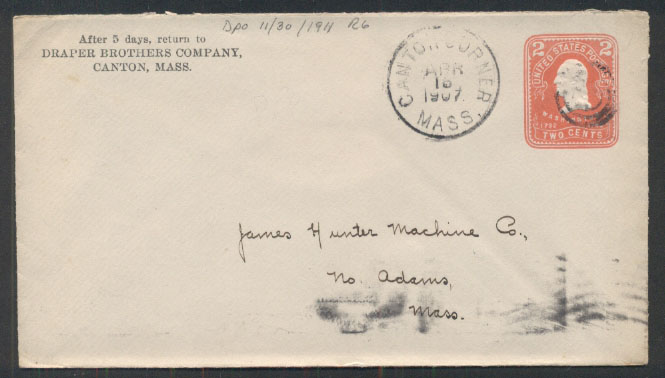 DPO 11/30/1911 R6
After 5 days, return to
DRAPER BROTHERS COMPANY,
CANTON, MASS.
CANTON CORNER
APR
1907
MASS.
2 UNITED STATES POSTAGE 2
WASHINGTON
TWO CENTS
James Hunter Machine Co.,
No. Adams,
Mass.